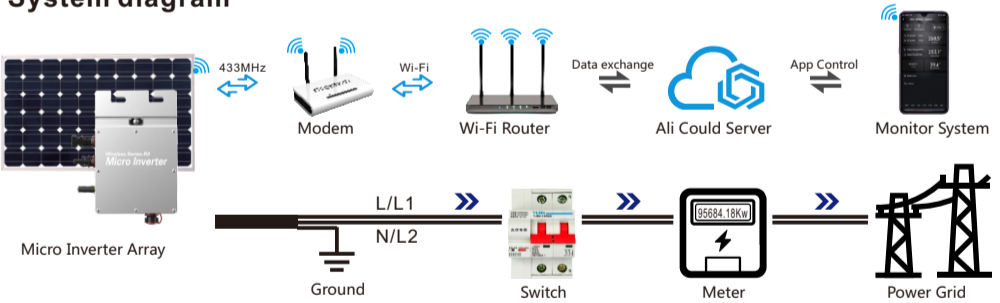 System diagram
433MHz
Wi-Fi
Data exchange
App Control
Modem
Wi-Fi Router
Ali Could Server
Monitor System
Micro Inverter
L/L1
N/L2
95684.18Kw
Micro Inverter Array
Ground
Switch
Meter
Power Grid